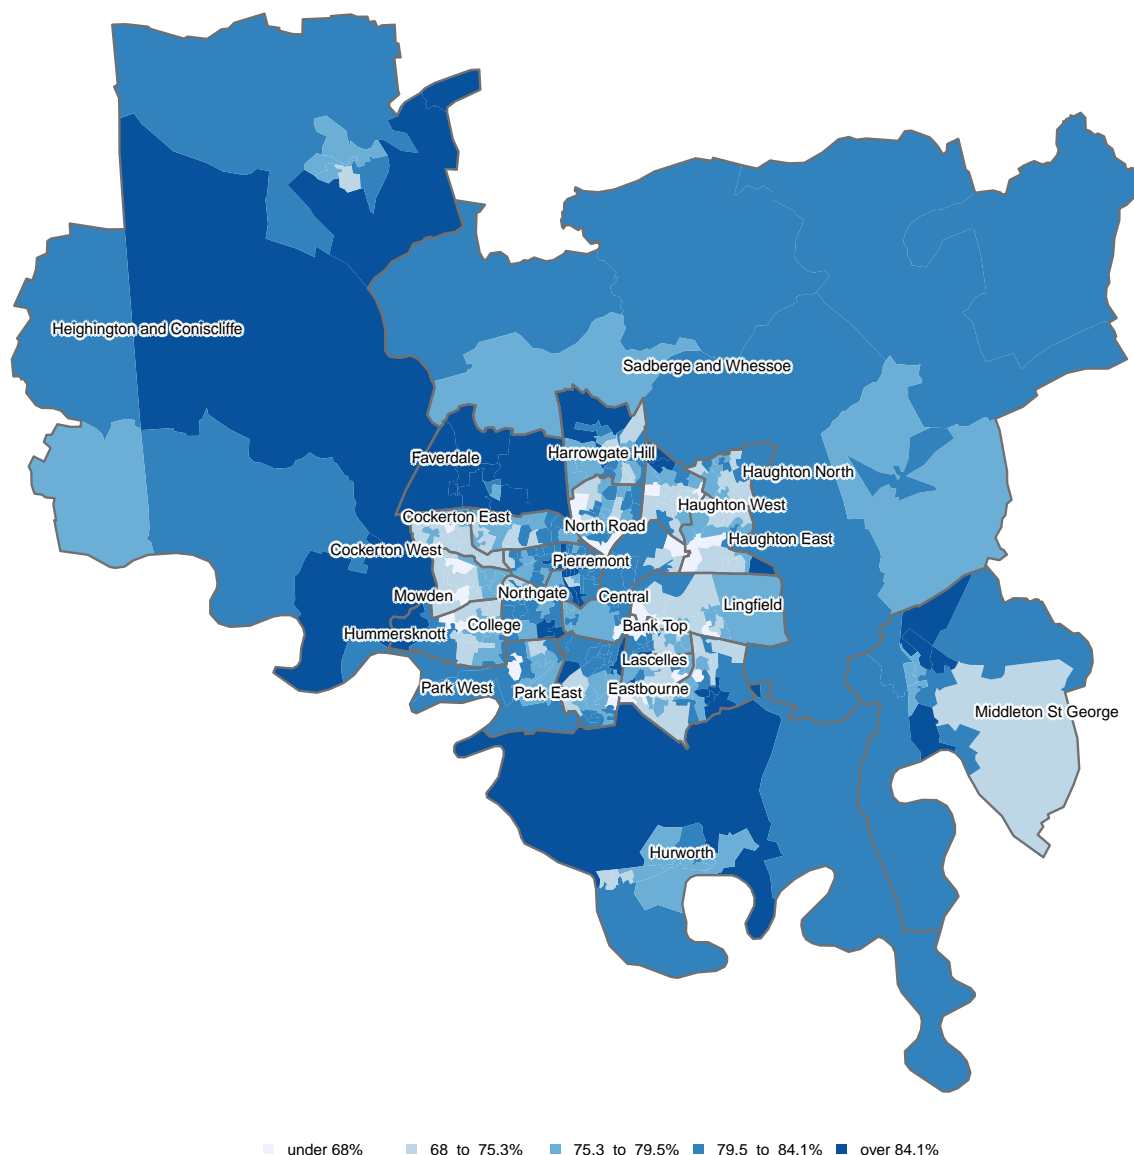 Heighington and Coniscliffe
Sadberge and Whessoe
Faverdale
Harrowgate Hill
Haughton North
Haughton West
Cockerton East
North Road
Haughton East
Cockerton West
Pierremont
Mowden
Northgate
Central
Lingfield
Hummersknott
College
Bank Top
Lascelles
Park West
Park East
Eastbourne
Middleton St George
Hurworth
under 68% 68 to 75.3% 75.3 to 79.5% 79.5 to 84.1% over 84.1%